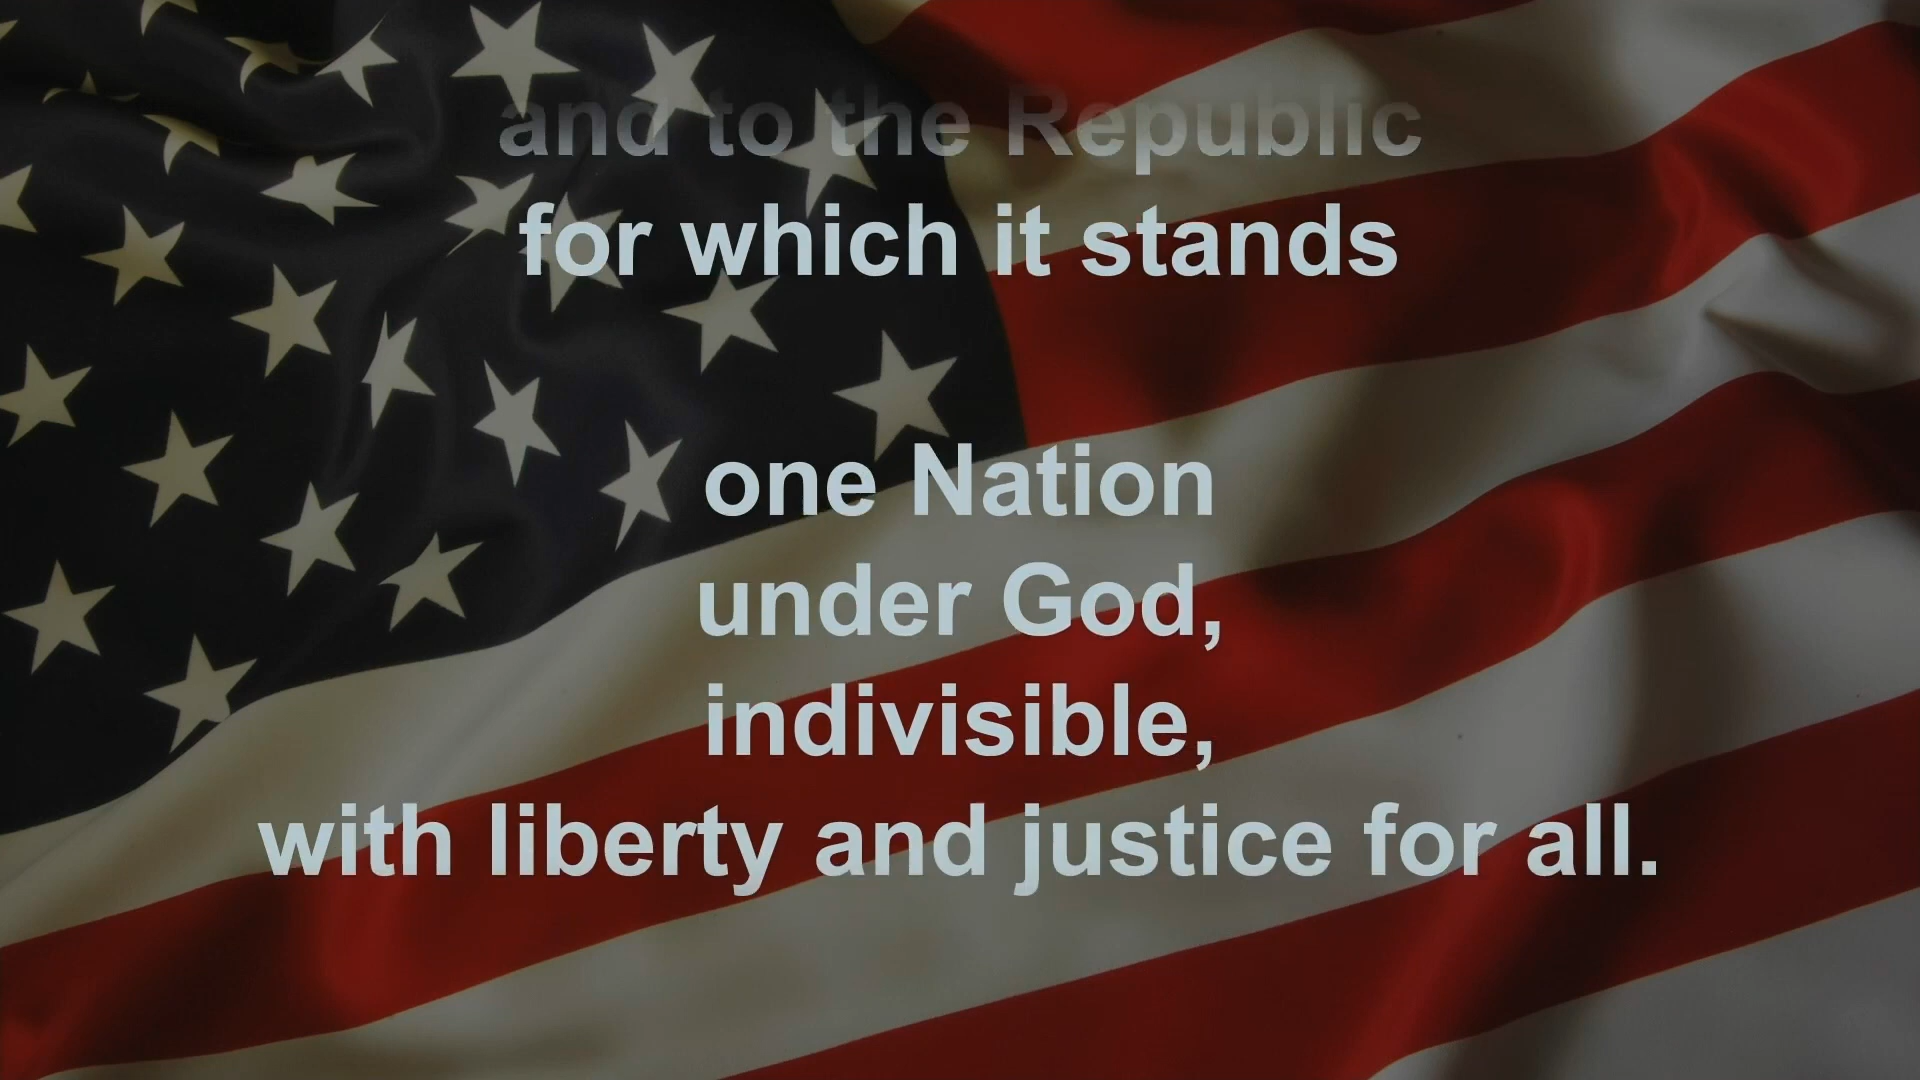 and to the Republic
for which it stands
one Nation
under God,
indivisible,
with liberty and justice for all.